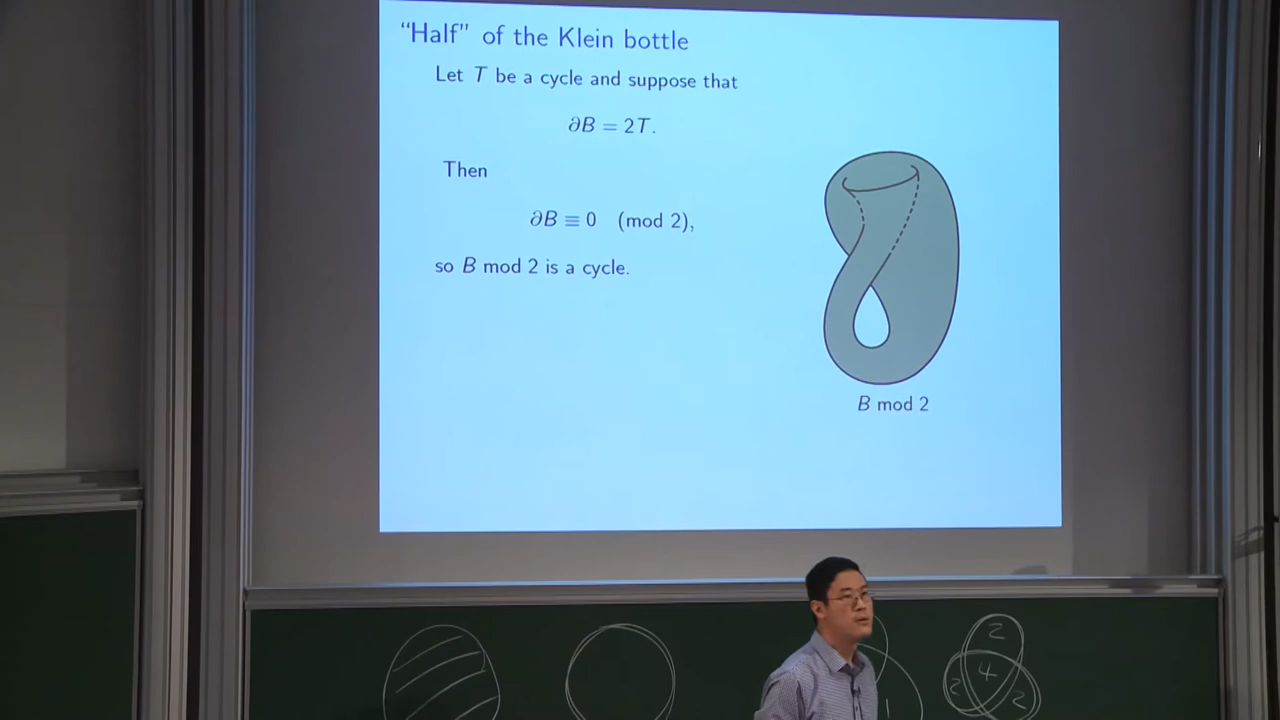 “Half” of the Klein bottle
Let T be a cycle and suppose that
∂B = 2T.
Then
∂B ≡ 0 (mod 2),
so B mod 2 is a cycle.
B mod 2
2
4
2 2
1